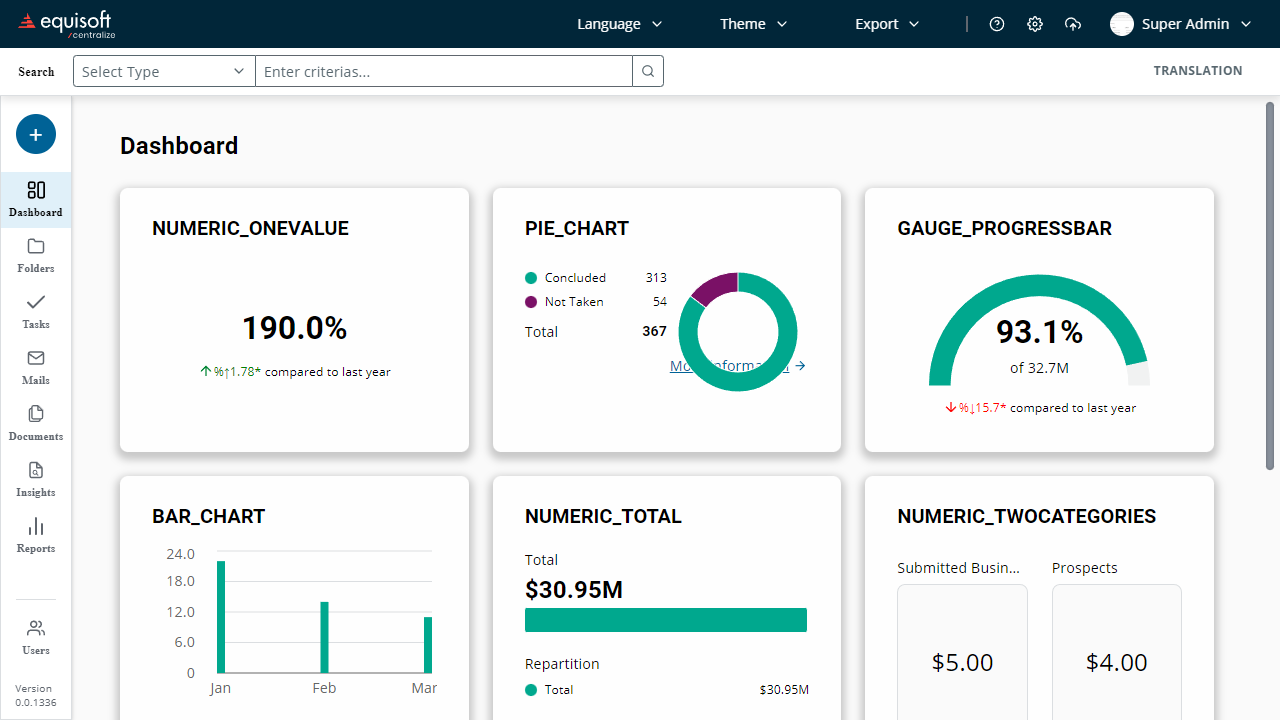 equisoft
/centralize
Language
Theme
Export
Super Admin
Search
Select Type
Enter criterias...
TRANSLATION
Dashboard
Folders
Tasks
Mails
Documents
Insights
Reports
Users
Version
0.0.1336
Dashboard
NUMERIC_ONEVALUE
190.0%
%↑1.78* compared to last year
PIE_CHART
Concluded 313
Not Taken 54
Total 367
GAUGE_PROGRESSBAR
93.1%
of 32.7M
%↓15.7* compared to last year
BAR_CHART
24.0
18.0
12.0
6.0
0
Jan Feb Mar
NUMERIC_TOTAL
Total
$30.95M
Repartition
Total $30.95M
NUMERIC_TWOCATEGORIES
Submitted Busin... Prospects
$5.00 $4.00